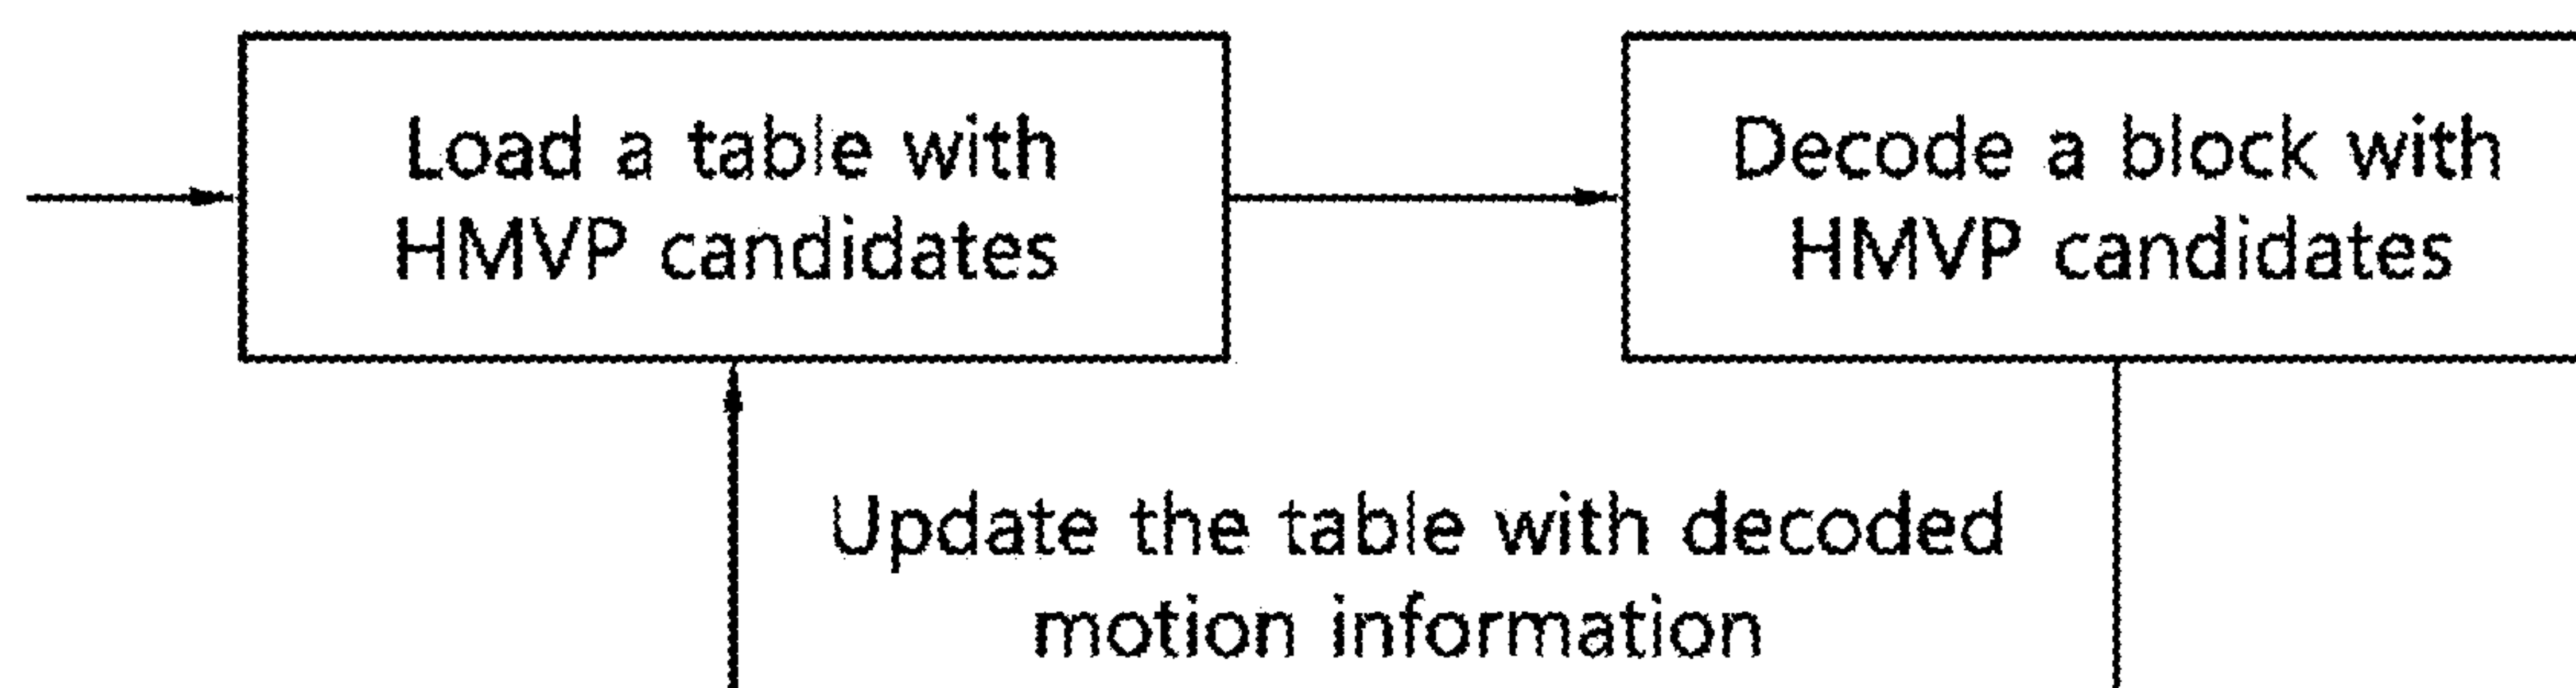 Load a table with
HMVP candidates
Decode a block with
HMVP candidates
Update the table with decoded
motion information